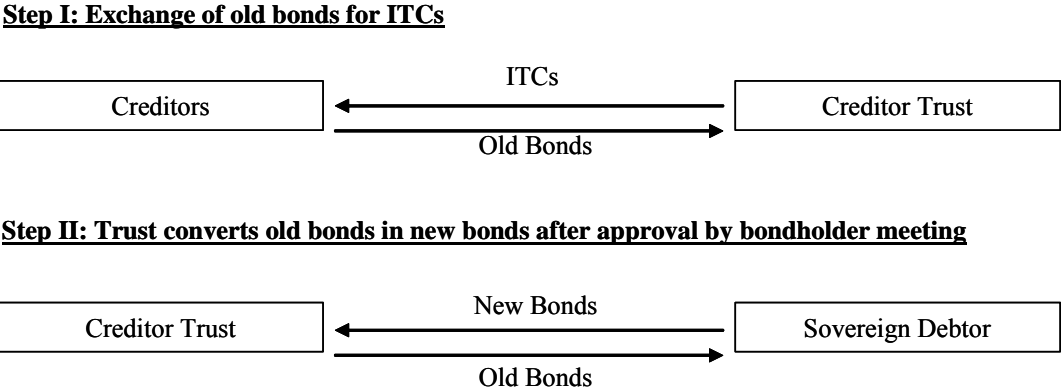 Step I: Exchange of old bonds for ITCs
ITCs
Creditors
Creditor Trust
Old Bonds
Step II: Trust converts old bonds in new bonds after approval by bondholder meeting
New Bonds
Creditor Trust
Sovereign Debtor
Old Bonds